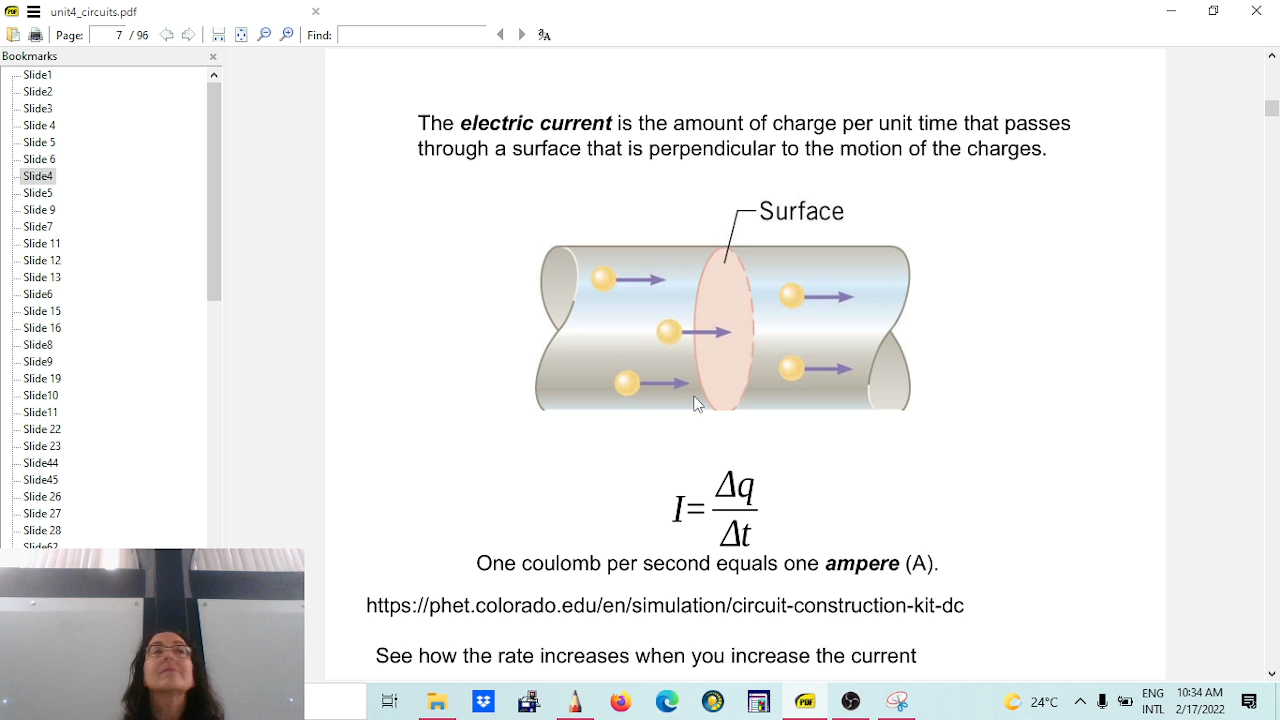 unit4_circuits.pdf
Page: 7 / 96 Find:
Bookmarks
Slide1
Slide2
Slide3
Slide 4
Slide 5
Slide 6
Slide4
Slide5
Slide 9
Slide7
Slide 11
Slide 12
Slide 13
Slide6
Slide 15
Slide 16
Slide8
Slide9
Slide 19
Slide10
Slide11
Slide 22
Slide 23
Slide44
Slide45
Slide 26
Slide 27
Slide 28
Slide62
The electric current is the amount of charge per unit time that passes
through a surface that is perpendicular to the motion of the charges.
Surface
I= Δq/Δt
One coulomb per second equals one ampere (A).
https://phet.colorado.edu/en/simulation/circuit-construction-kit-dc
See how the rate increases when you increase the current
PDF
24°C
ENG
INTL
10:34 AM
2/17/2022